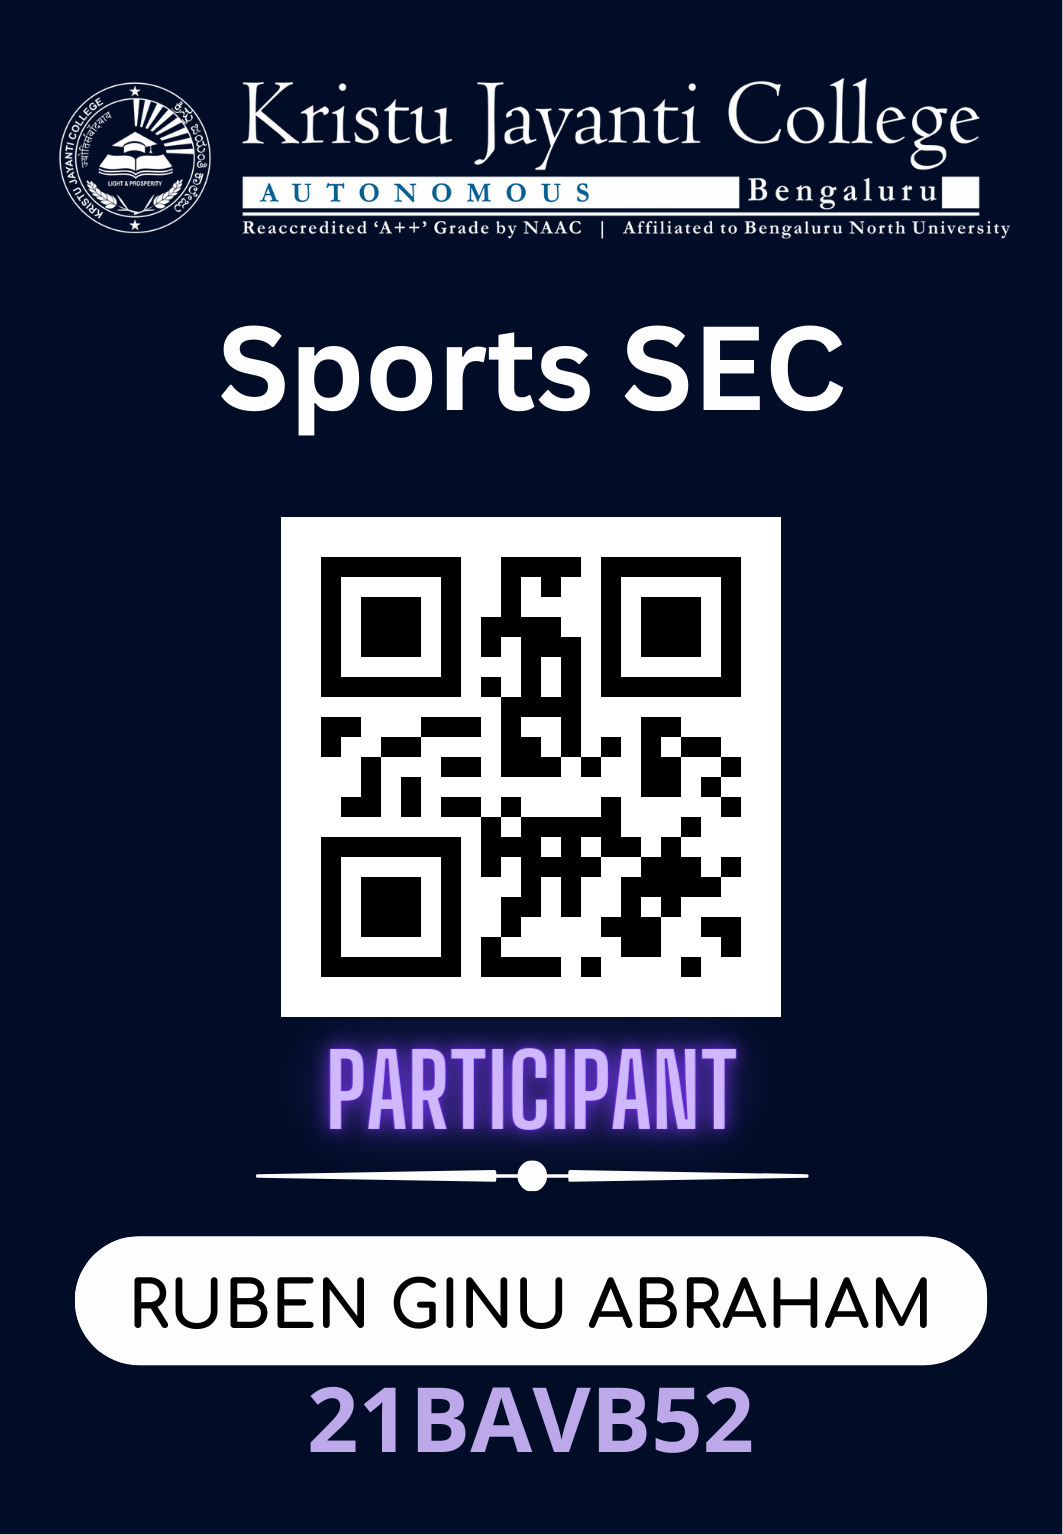 KRISTU JAYANTI COLLEGE
ಕ್ರಿಸ್ತು ಜಯಂತಿ ಕಾಲೇಜು
LIGHT & PROSPERITY
Kristu Jayanti College
AUTONOMOUS Bengaluru
Reaccredited ‘A++’ Grade by NAAC | Affiliated to Bengaluru North University
Sports SEC
PARTICIPANT
RUBEN GINU ABRAHAM
21BAVB52